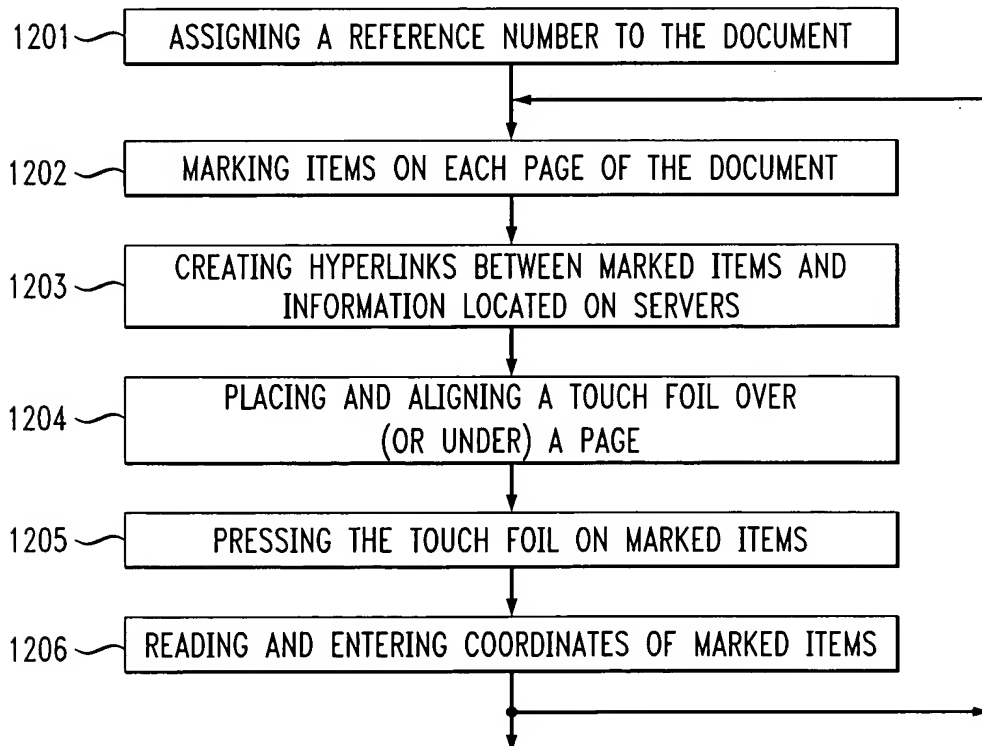 1201 ASSIGNING A REFERENCE NUMBER TO THE DOCUMENT
1202 MARKING ITEMS ON EACH PAGE OF THE DOCUMENT
1203 CREATING HYPERLINKS BETWEEN MARKED ITEMS AND
INFORMATION LOCATED ON SERVERS
1204 PLACING AND ALIGNING A TOUCH FOIL OVER
(OR UNDER) A PAGE
1205 PRESSING THE TOUCH FOIL ON MARKED ITEMS
1206 READING AND ENTERING COORDINATES OF MARKED ITEMS